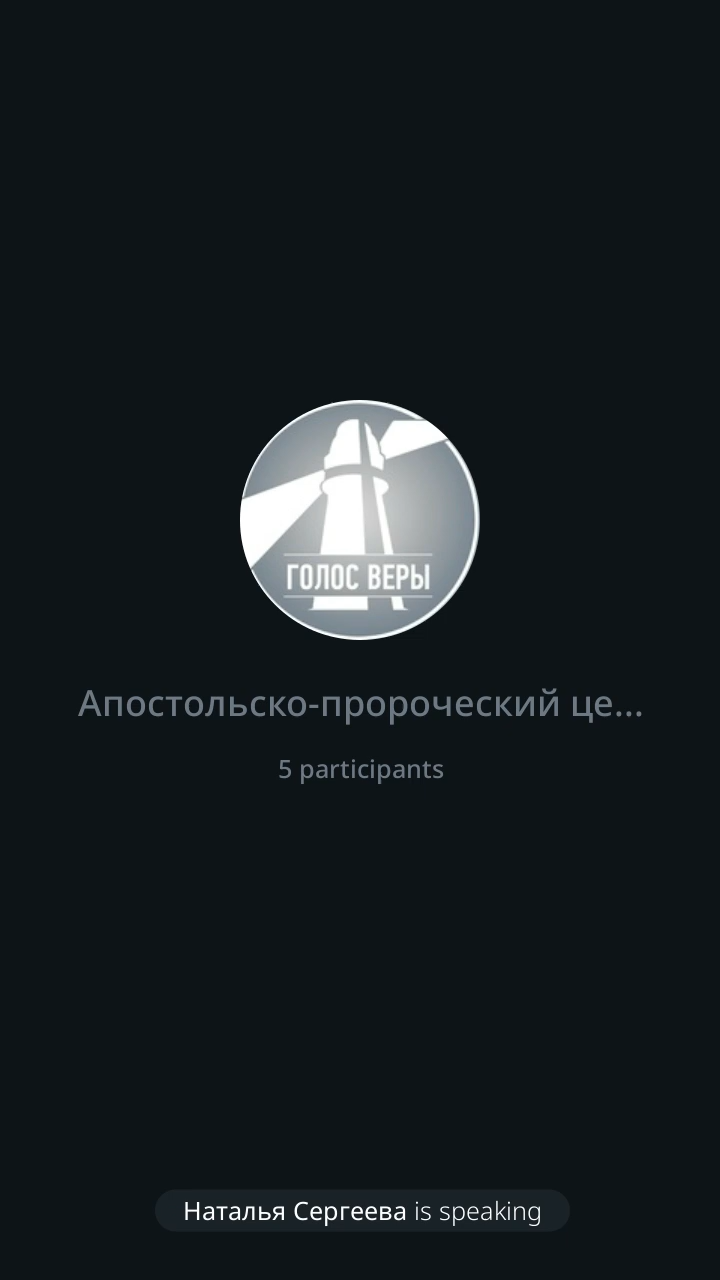 ГОЛОС ВЕРЫ
Апостольско-пророческий це...
5 participants
Наталья Сергеева is speaking